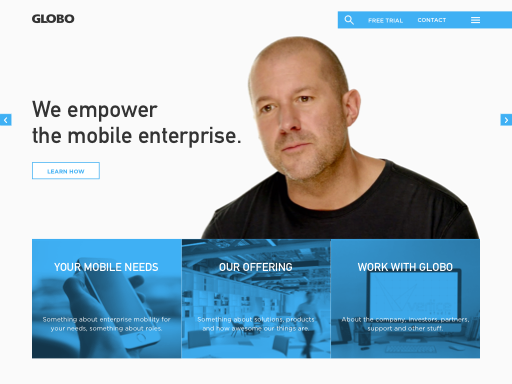 GLOBO
FREE TRIAL
CONTACT
We empower
the mobile enterprise.
LEARN HOW
YOUR MOBILE NEEDS
Something about enterprise mobility for
your needs, something about roles.
OUR OFFERING
Something about solutions, products
and how awesome our things are.
WORK WITH GLOBO
About the company, investors, partners,
support and other stuff.